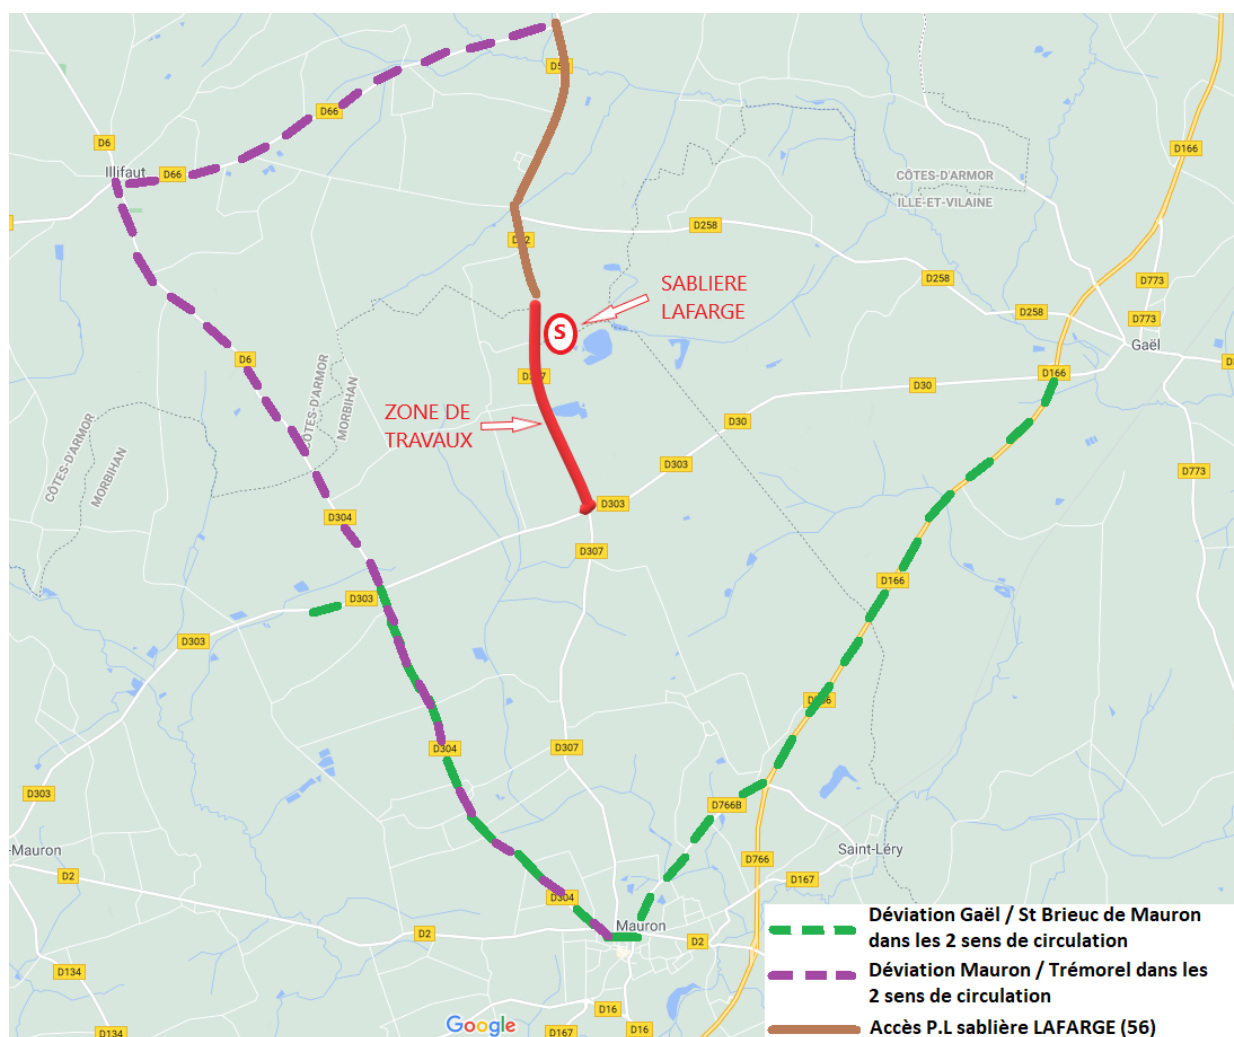 D52
D166
D6
D66
Illifaut
D66
CÔTES-D'ARMOR
ILLE-ET-VILAINE
D258
D52
SABLIERE
LAFARGE
S
D258
D773
D258
D773
Gaël
D6
D307
D166
D30
ZONE DE
TRAVAUX
CÔTES-D'ARMOR
MORBIHAN
CÔTES-D'ARMOR
MORBIHAN
D30
D303
D773
D303
D304
D307
D166
D303
D303
D166
D304
D307
D303
D766B
-Mauron
D2
D766
Saint-Léry
D167
D304
Mauron
D2
D2
D134
D134
D16
D16
D167
Google
Déviation Gaël / St Brieuc de Mauron
dans les 2 sens de circulation
Déviation Mauron / Trémorel dans les
2 sens de circulation
Accès P.L sablière LAFARGE (56)